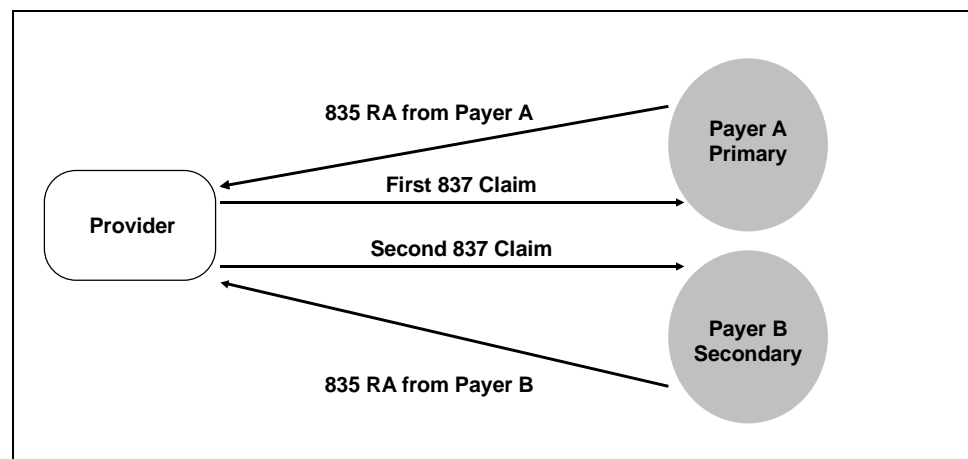 835 RA from Payer A
Payer A
Primary
First 837 Claim
Provider
Second 837 Claim
Payer B
Secondary
835 RA from Payer B